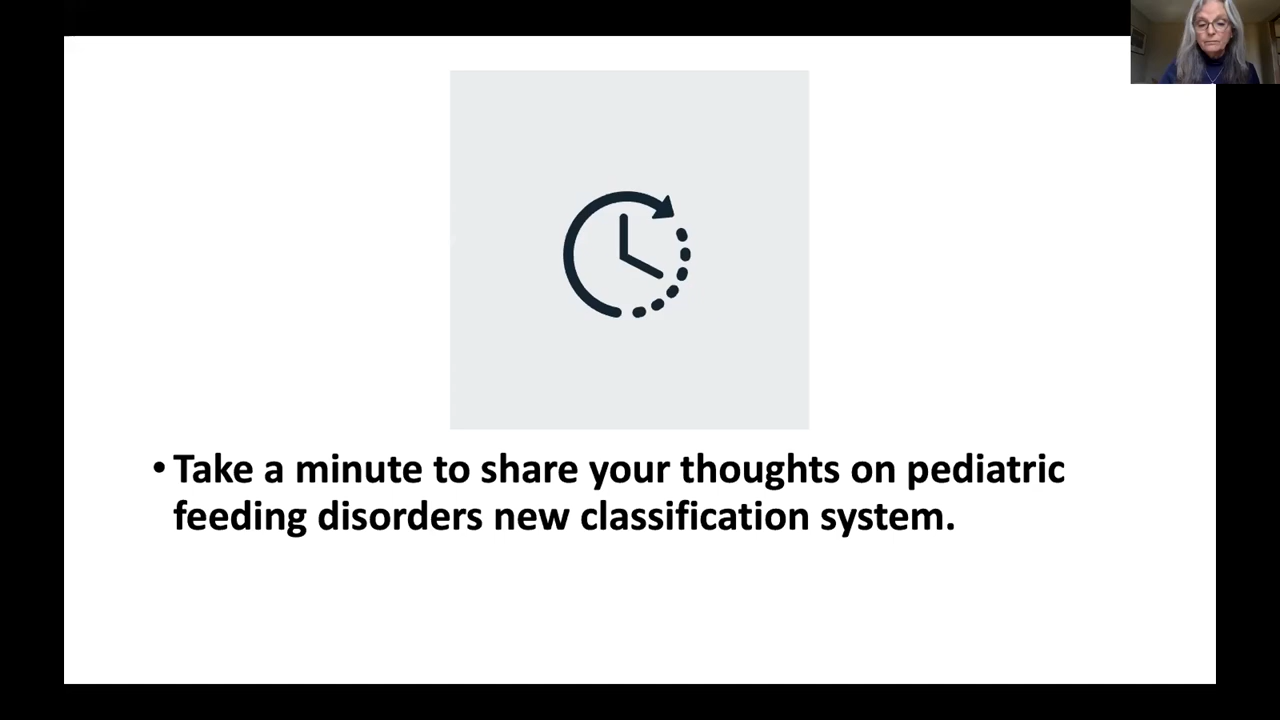 • Take a minute to share your thoughts on pediatric
feeding disorders new classification system.